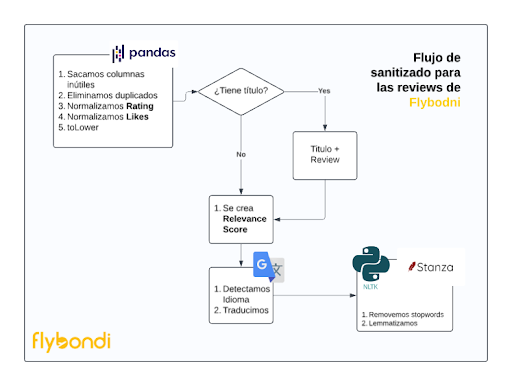 pandas
1. Sacamos columnas
inútiles
2. Eliminamos duplicados
3. Normalizamos Rating
4. Normalizamos Likes
5. toLower
¿Tiene título?
Yes
No
Titulo +
Review
Flujo de
sanitizado para
las reviews de
Flybodni
1. Se crea
Relevance
Score
G 文
1. Detectamos
Idioma
2. Traducimos
NLTK
Stanza
1. Removemos stopwords
2. Lemmatizamos
flybondi